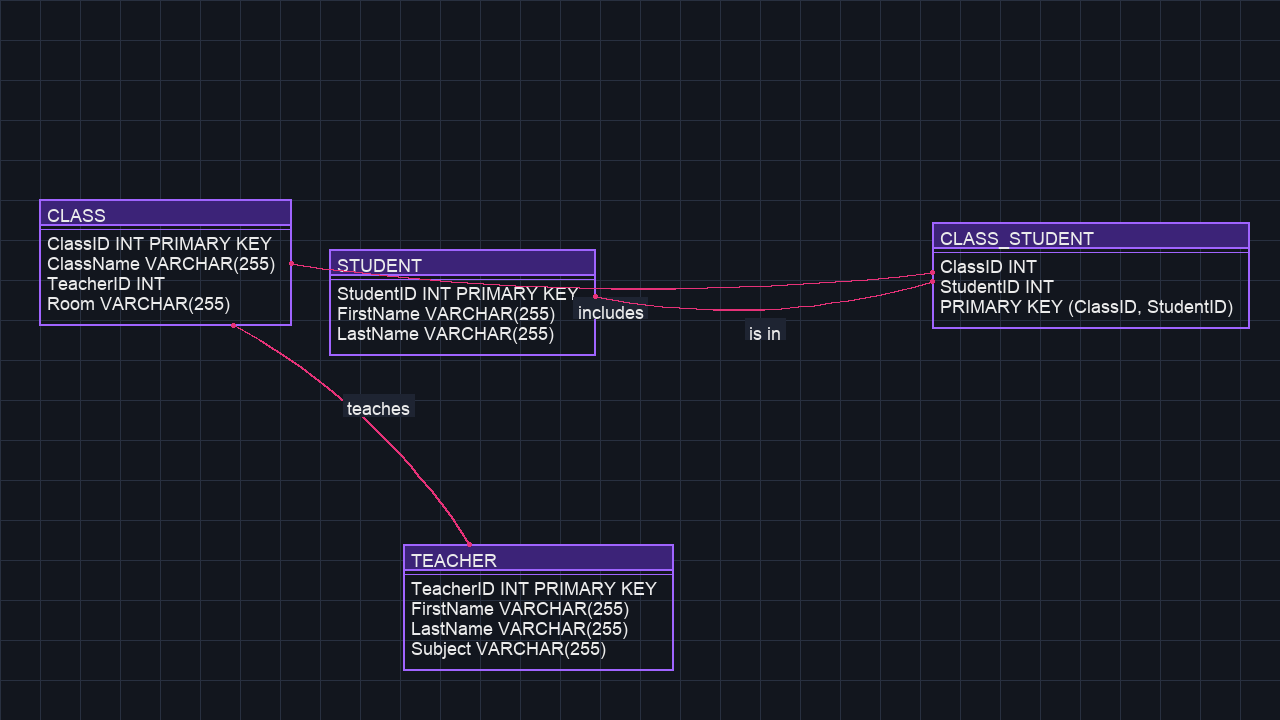 CLASS
ClassID INT PRIMARY KEY
ClassName VARCHAR(255)
TeacherID INT
Room VARCHAR(255)
STUDENT
StudentID INT PRIMARY KEY
FirstName VARCHAR(255)
LastName VARCHAR(255)
includes
is in
CLASS_STUDENT
ClassID INT
StudentID INT
PRIMARY KEY (ClassID, StudentID)
teaches
TEACHER
TeacherID INT PRIMARY KEY
FirstName VARCHAR(255)
LastName VARCHAR(255)
Subject VARCHAR(255)